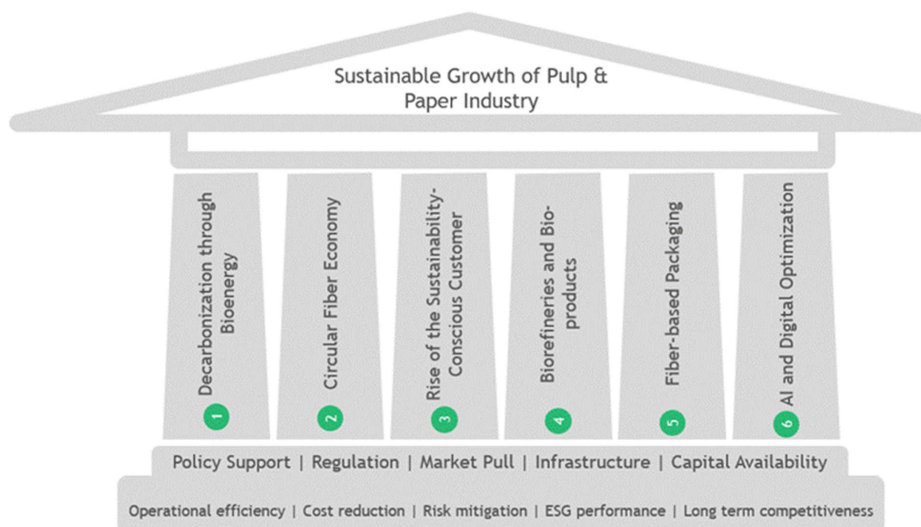 Sustainable Growth of Pulp &
Paper Industry
Decarbonization through
Bioenergy
1
Circular Fiber Economy
2
Rise of the Sustainability-
Conscious Customer
3
Biorefineries and Bio-
products
4
Fiber-based Packaging
5
AI and Digital Optimization
6
Policy Support | Regulation | Market Pull | Infrastructure | Capital Availability
Operational efficiency | Cost reduction | Risk mitigation | ESG performance | Long term competitiveness